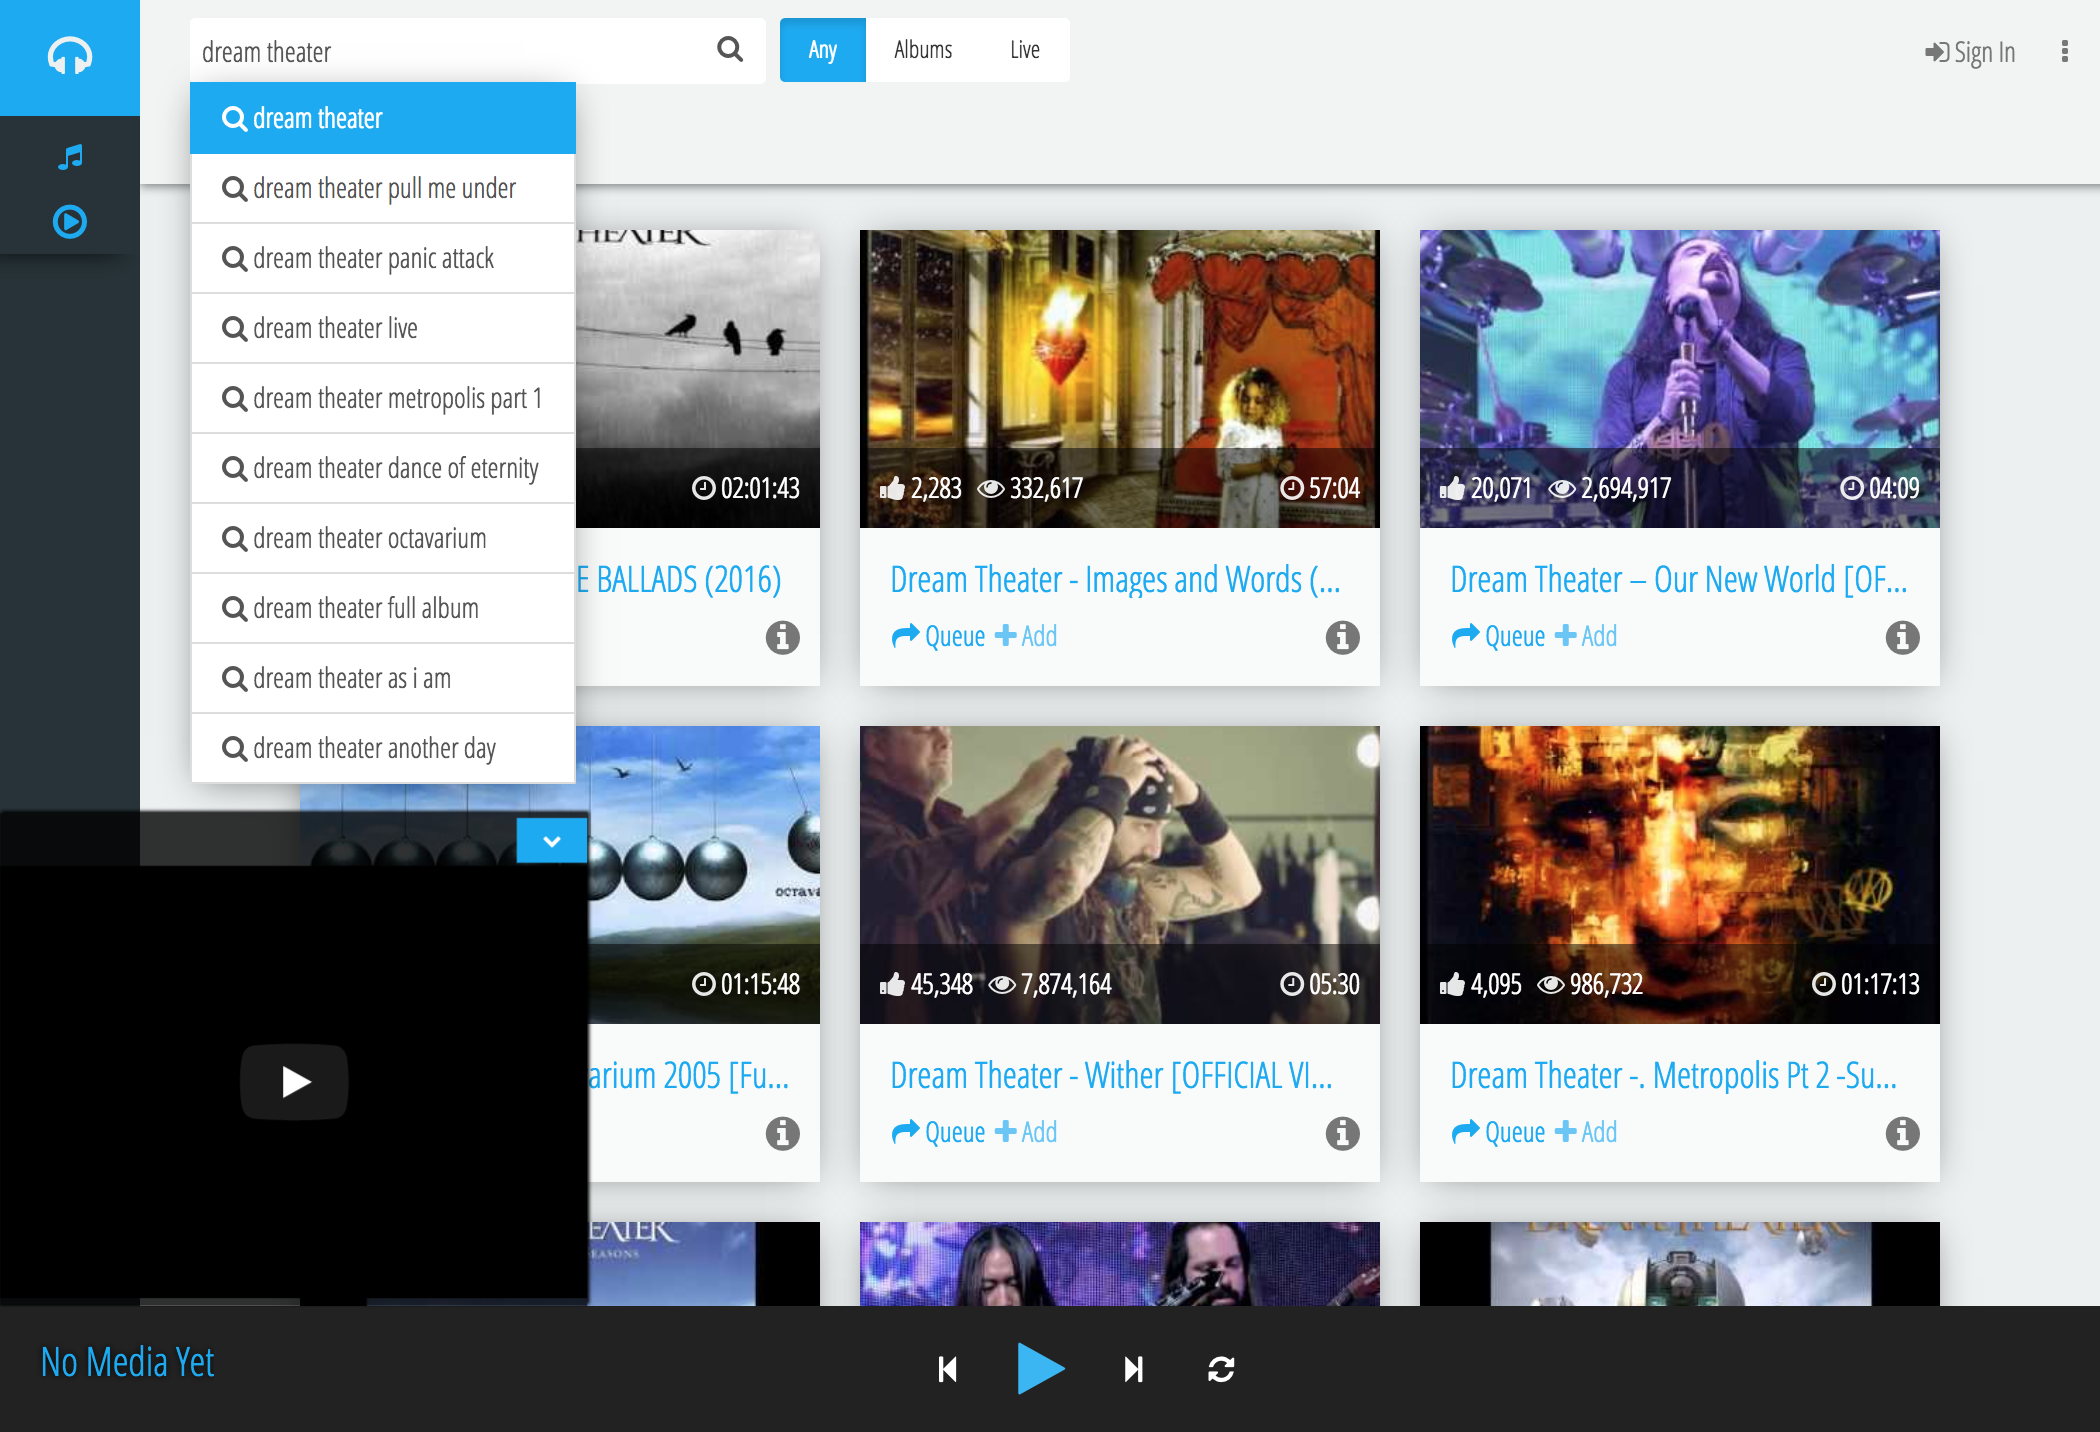 dream theater
Any
Albums
Live
Sign In
dream theater
dream theater pull me under
dream theater panic attack
dream theater live
dream theater metropolis part 1
dream theater dance of eternity
dream theater octavarium
dream theater full album
dream theater as i am
dream theater another day
02:01:43
2,283 332,617 57:04
20,071 2,694,917 04:09
E BALLADS (2016)
Dream Theater - Images and Words (...
Dream Theater – Our New World [OF...
Queue Add
Queue Add
01:15:48
45,348 7,874,164 05:30
4,095 986,732 01:17:13
arium 2005 [Fu...
Dream Theater - Wither [OFFICIAL VI...
Dream Theater -. Metropolis Pt 2 -Su...
Queue Add
Queue Add
EASONS
DREAM THEATER
No Media Yet